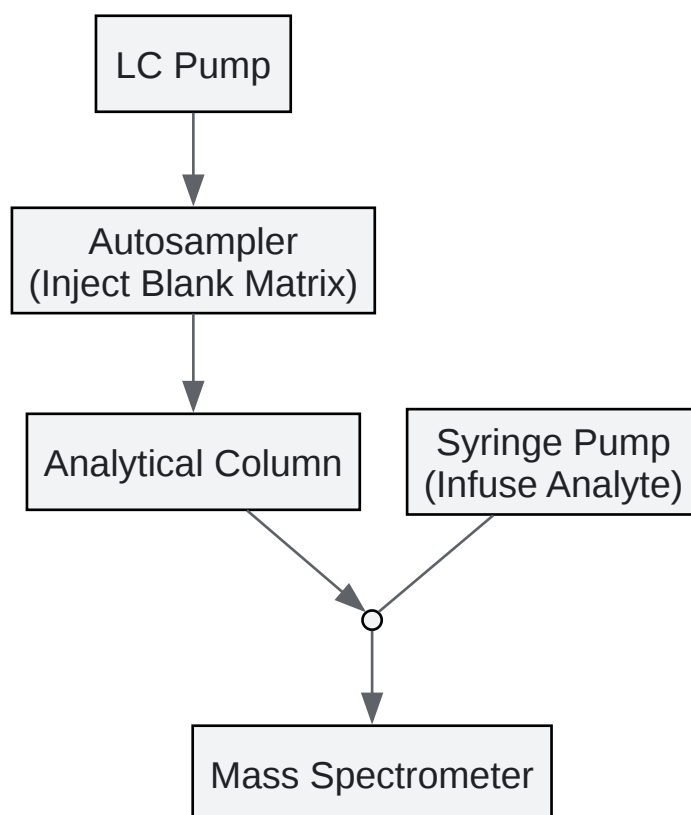 LC Pump
Autosampler
(Inject Blank Matrix)
Analytical Column
Syringe Pump
(Infuse Analyte)
Mass Spectrometer